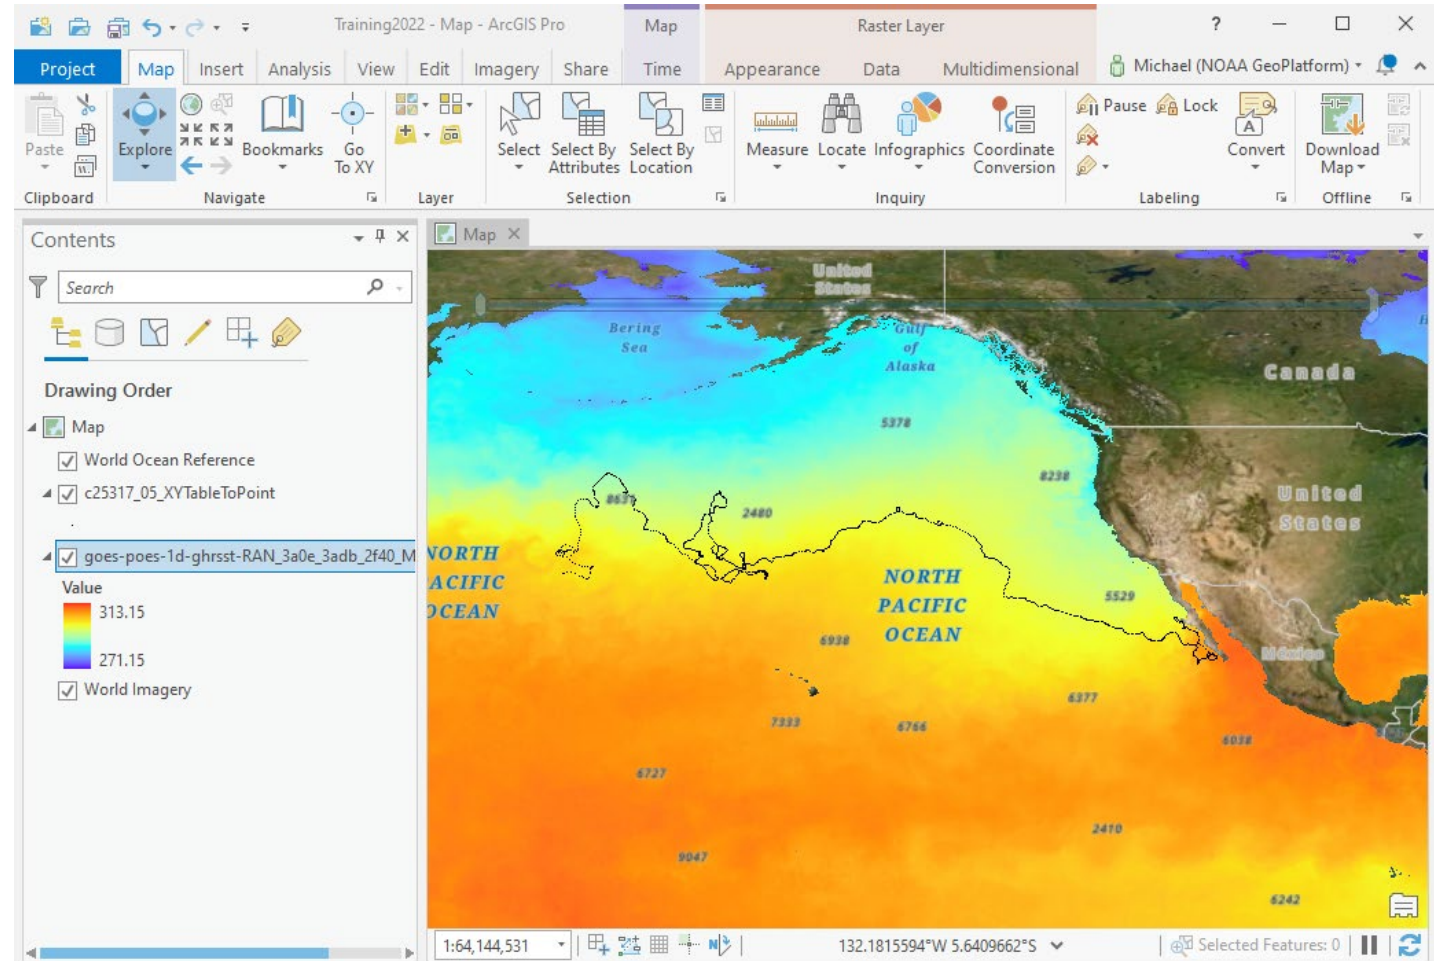 Training2022 - Map - ArcGIS Pro
Map
Raster Layer
?
Project
Map
Insert
Analysis
View
Edit
Imagery
Share
Time
Appearance
Data
Multidimensional
Michael (NOAA GeoPlatform)
Paste
Explore
Bookmarks
Go
To XY
Select
Select By
Attributes
Select By
Location
Measure
Locate
Infographics
Coordinate
Conversion
Pause
Lock
Convert
Download
Map
Clipboard
Navigate
Layer
Selection
Inquiry
Labeling
Offline
Contents
Search
Drawing Order
Map
World Ocean Reference
c25317_05_XYTableToPoint
goes-poes-1d-ghrsst-RAN_3a0e_3adb_2f40_M
Value
313.15
271.15
World Imagery
Map
United
States
Bering
Sea
Gulf
of
Alaska
Canada
5378
8238
2480
United
States
NORTH
ACIFIC
OCEAN
NORTH
PACIFIC
OCEAN
5529
6938
México
6377
7333
6766
6038
6727
2410
9047
6242
1:64,144,531
132.1815594°W 5.6409662°S
Selected Features: 0